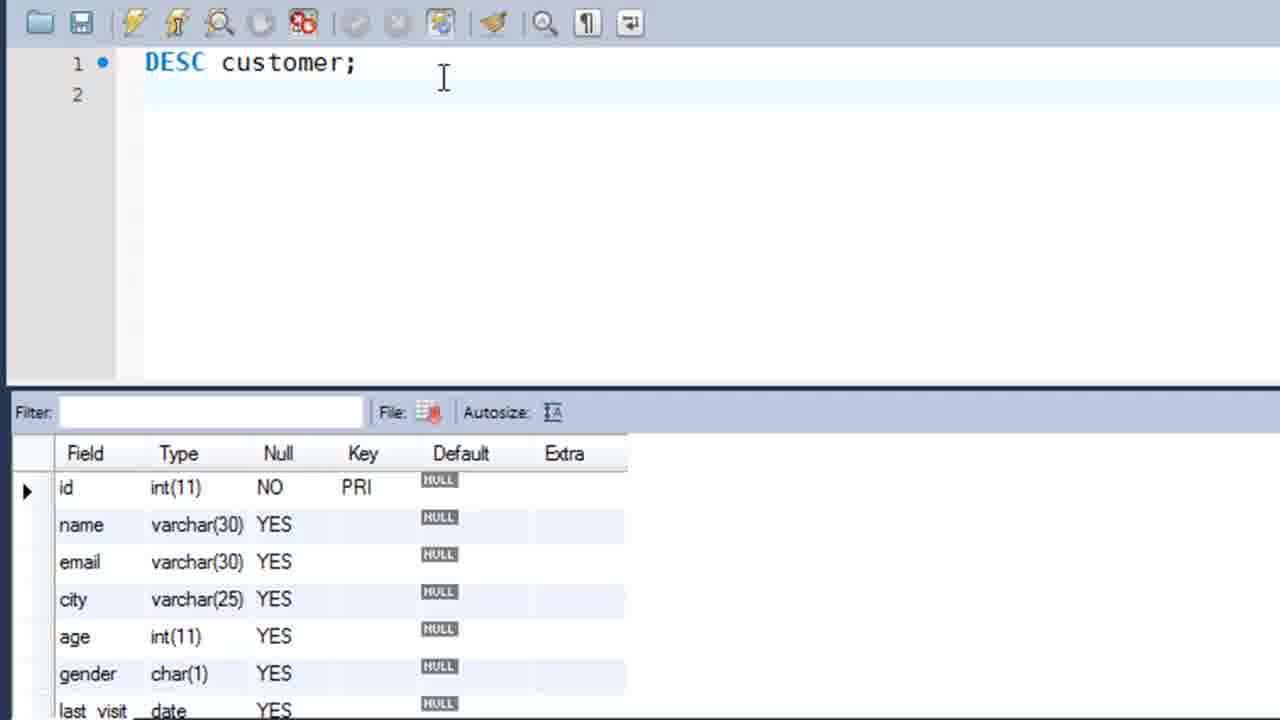 1 DESC customer;
2
Filter: File: Autosize:
Field Type Null Key Default Extra
id int(11) NO PRI NULL
name varchar(30) YES NULL
email varchar(30) YES NULL
city varchar(25) YES NULL
age int(11) YES NULL
gender char(1) YES NULL
last_visit date YES NULL